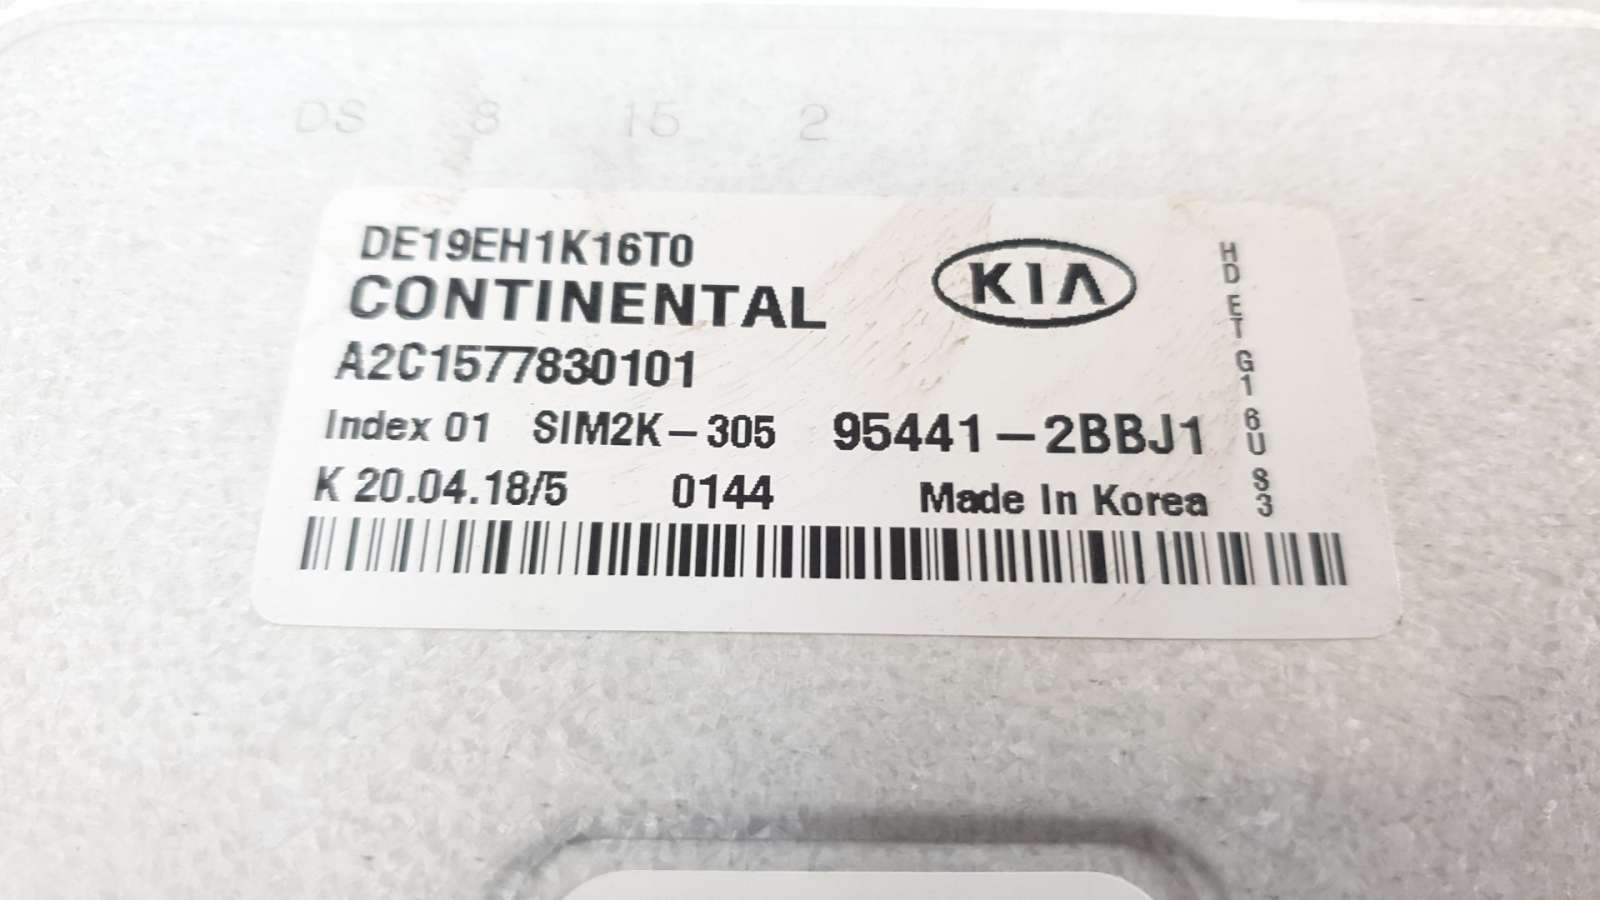 DS 8 15 2
DE19EH1K16T0
CONTINENTAL
KIA
A2C1577830101
Index 01 SIM2K-305 95441-2BBJ1
K 20.04.18/5 0144 Made In Korea
HD ET G1 6U S3